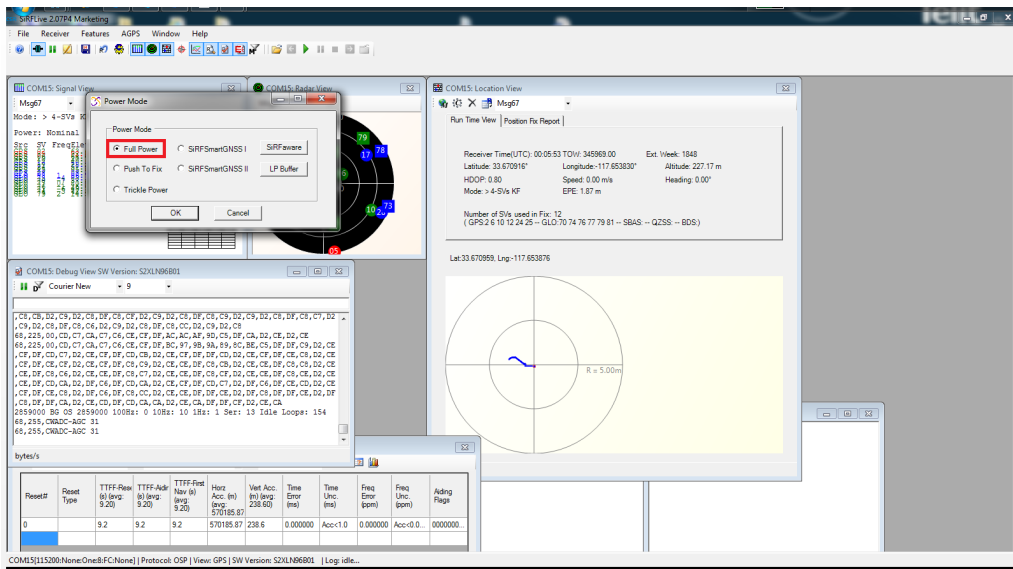 SiRFLive 2.07P4 Marketing
File Receiver Features AGPS Window Help
COM15: Signal View
Msg67
Mode: > 4-SVs K
Power: Nominal
Src SV FreqEle
Power Mode
Power Mode
Full Power
SiRFSmartGNSS I
SiRFaware
Push To Fix
SiRFSmartGNSS II
LP Buffer
Trickle Power
OK
Cancel
COM15: Radar View
79
17
78
10
73
05
COM15: Location View
Msg67
Run Time View
Postion Fix Report
Receiver Time(UTC): 00:05:53 TOW: 345969.00 Ext. Week: 1848
Latitude: 33.670916° Longitude:-117.653830° Altitude: 227.17 m
HDOP: 0.80 Speed: 0.00 m/s Heading: 0.00°
Mode: > 4-SVs KF EPE: 1.87 m
Number of SVs used in Fix: 12
( GPS:2 6 10 12 24 25 -- GLO:70 74 76 77 79 81 -- SBAS: -- QZSS: -- BDS:)
Lat:33.670959, Lng:-117.653876
R = 5.00m
COM15: Debug View SW Version: S2XLN96B01
Courier New
9
,C8,CB,D2,C9,D2,C8,DF,C8,DF,C9,D2,C8,DF,C8,C9,D2,C9,D2,C8,DF,C8,C7,D2
,C9,D2,C8,DF,C8,C6,D2,C9,D2,C8,DF,C8,CC,D2,C9,D2,C8
68,225,00,CD,C7,CA,C7,C6,CE,CF,DF,AC,AC,AF,9D,C5,DF,CA,D2,CE,D2,CE
68,225,00,CD,C7,CA,C7,C6,CE,CF,DF,BC,97,9B,9A,89,8C,BE,C5,DF,DF,C9,D2,CE
,CF,DF,CD,C7,D2,CE,CF,DF,CD,CB,D2,CE,CF,DF,DF,CD,D2,CE,CF,DF,CE,C8,D2,CE
,CF,DF,CE,CF,D2,CE,CF,DF,C8,C9,D2,CE,CE,DF,C8,CB,D2,CE,CE,DF,CE,CF,D2,CE
,CE,DF,C8,C6,D2,CE,CE,DF,C8,C7,D2,CE,CE,DF,C8,CF,D2,CE,CE,DF,C8,CE,D2,CE
,CE,DF,CD,CA,D2,DF,C6,DF,CD,CA,D2,CE,CF,DF,CD,C7,D2,DF,C6,DF,CE,CD,D2,CE
,CF,DF,CE,C8,D2,DF,C6,DF,C8,CC,D2,CE,CE,DF,DF,CE,D2,DF,C8,DF,DF,CE,D2,DF
,C8,DF,DF,CA,D2,CE,CD,DF,CD,CA,CA,D2,CE,CA,DF,DF,CF,D2,CE,CA
2859000 BG OS 2859000 100Hz: 0 10Hz: 10 1Hz: 1 Ser: 13 Idle Loops: 154
68,255,CWADC-AGC 31
68,255,CWADC-AGC 31
bytes/s
Reset# Reset Type TTFF-Rese (s) (avg: 9.20) TTFF-Aidir (s) (avg: 9.20) TTFF-First Nav (s) (avg: 9.20) Horz Acc. (m) (avg: 570185.87 Vert Acc. (m) (avg: 238.60) Time Error (ms) Time Unc. (ms) Freq Error (ppm) Freq Unc. (ppm) Aiding Flags
0 9.2 9.2 9.2 570185.87 238.6 0.000000 Acc<1.0 0.000000 Acc<0.0... 0000000...
COM15[115200:None:One:8:FC:None] | Protocol: OSP | View: GPS | SW Version: S2XLN96B01 | Log: idle...